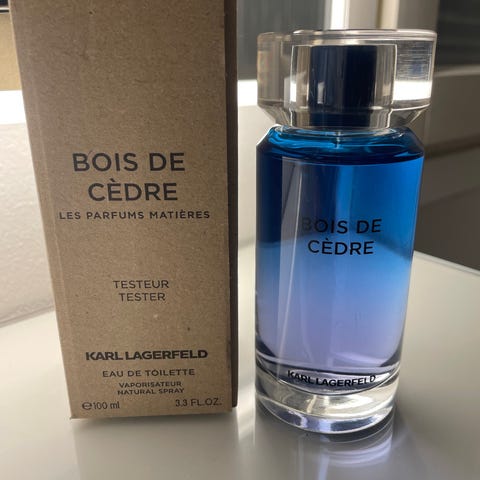 BOIS DE
CÈDRE
LES PARFUMS MATIÈRES
TESTEUR
TESTER
KARL LAGERFELD
EAU DE TOILETTE
VAPORISATEUR
NATURAL SPRAY
℮100 ml 3.3 FL.OZ.
BOIS DE
CÈDRE
KARL LAGERFELD